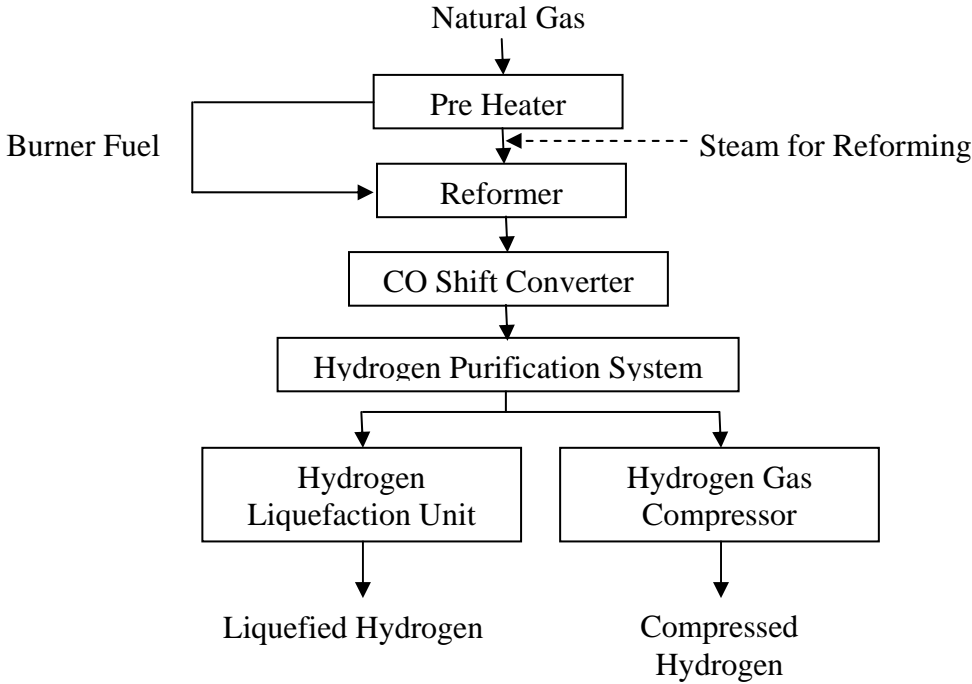 Natural Gas
Pre Heater
Burner Fuel
Steam for Reforming
Reformer
CO Shift Converter
Hydrogen Purification System
Hydrogen
Liquefaction Unit
Hydrogen Gas
Compressor
Liquefied Hydrogen
Compressed
Hydrogen